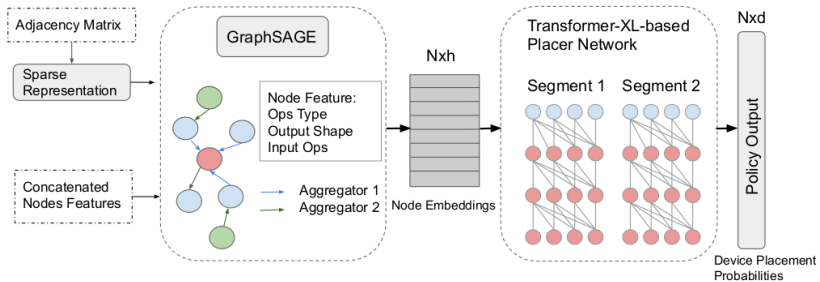 Adjacency Matrix
Sparse
Representation
Concatenated
Nodes Features
GraphSAGE
Node Feature:
Ops Type
Output Shape
Input Ops
Aggregator 1
Aggregator 2
Nxh
Node Embeddings
Transformer-XL-based
Placer Network
Segment 1
Segment 2
Nxd
Policy Output
Device Placement
Probabilities